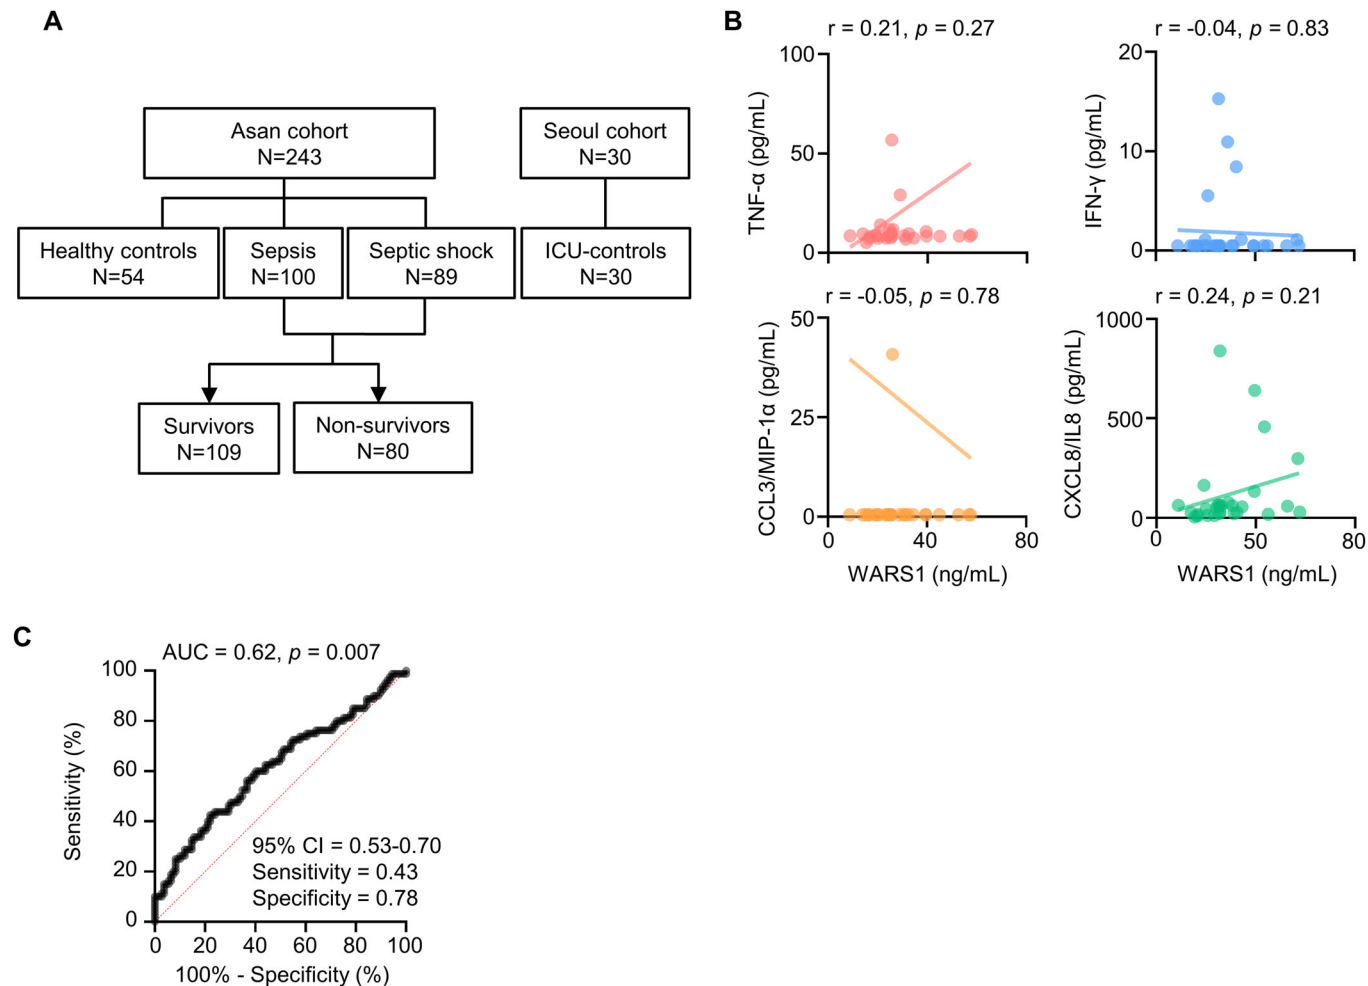 A
Asan cohort
N=243
Seoul cohort
N=30
Healthy controls
N=54
Sepsis
N=100
Septic shock
N=89
ICU-controls
N=30
Survivors
N=109
Non-survivors
N=80
B
r = 0.21, p = 0.27
TNF-α (pg/mL)
100
50
0
r = -0.04, p = 0.83
IFN-γ (pg/mL)
20
10
0
r = -0.05, p = 0.78
CCL3/MIP-1α (pg/mL)
50
25
0
0 40 80
WARS1 (ng/mL)
r = 0.24, p = 0.21
CXCL8/IL8 (pg/mL)
1000
500
0
0 50 80
WARS1 (ng/mL)
C
AUC = 0.62, p = 0.007
Sensitivity (%)
100
80
60
40
20
0
95% CI = 0.53-0.70
Sensitivity = 0.43
Specificity = 0.78
0 20 40 60 80 100
100% - Specificity (%)